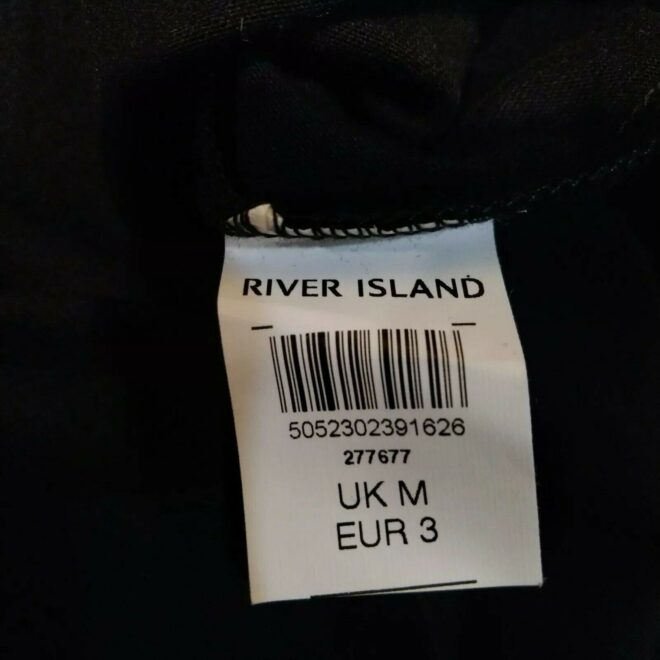 RIVER ISLAND
5052302391626
277677
UK M
EUR 3